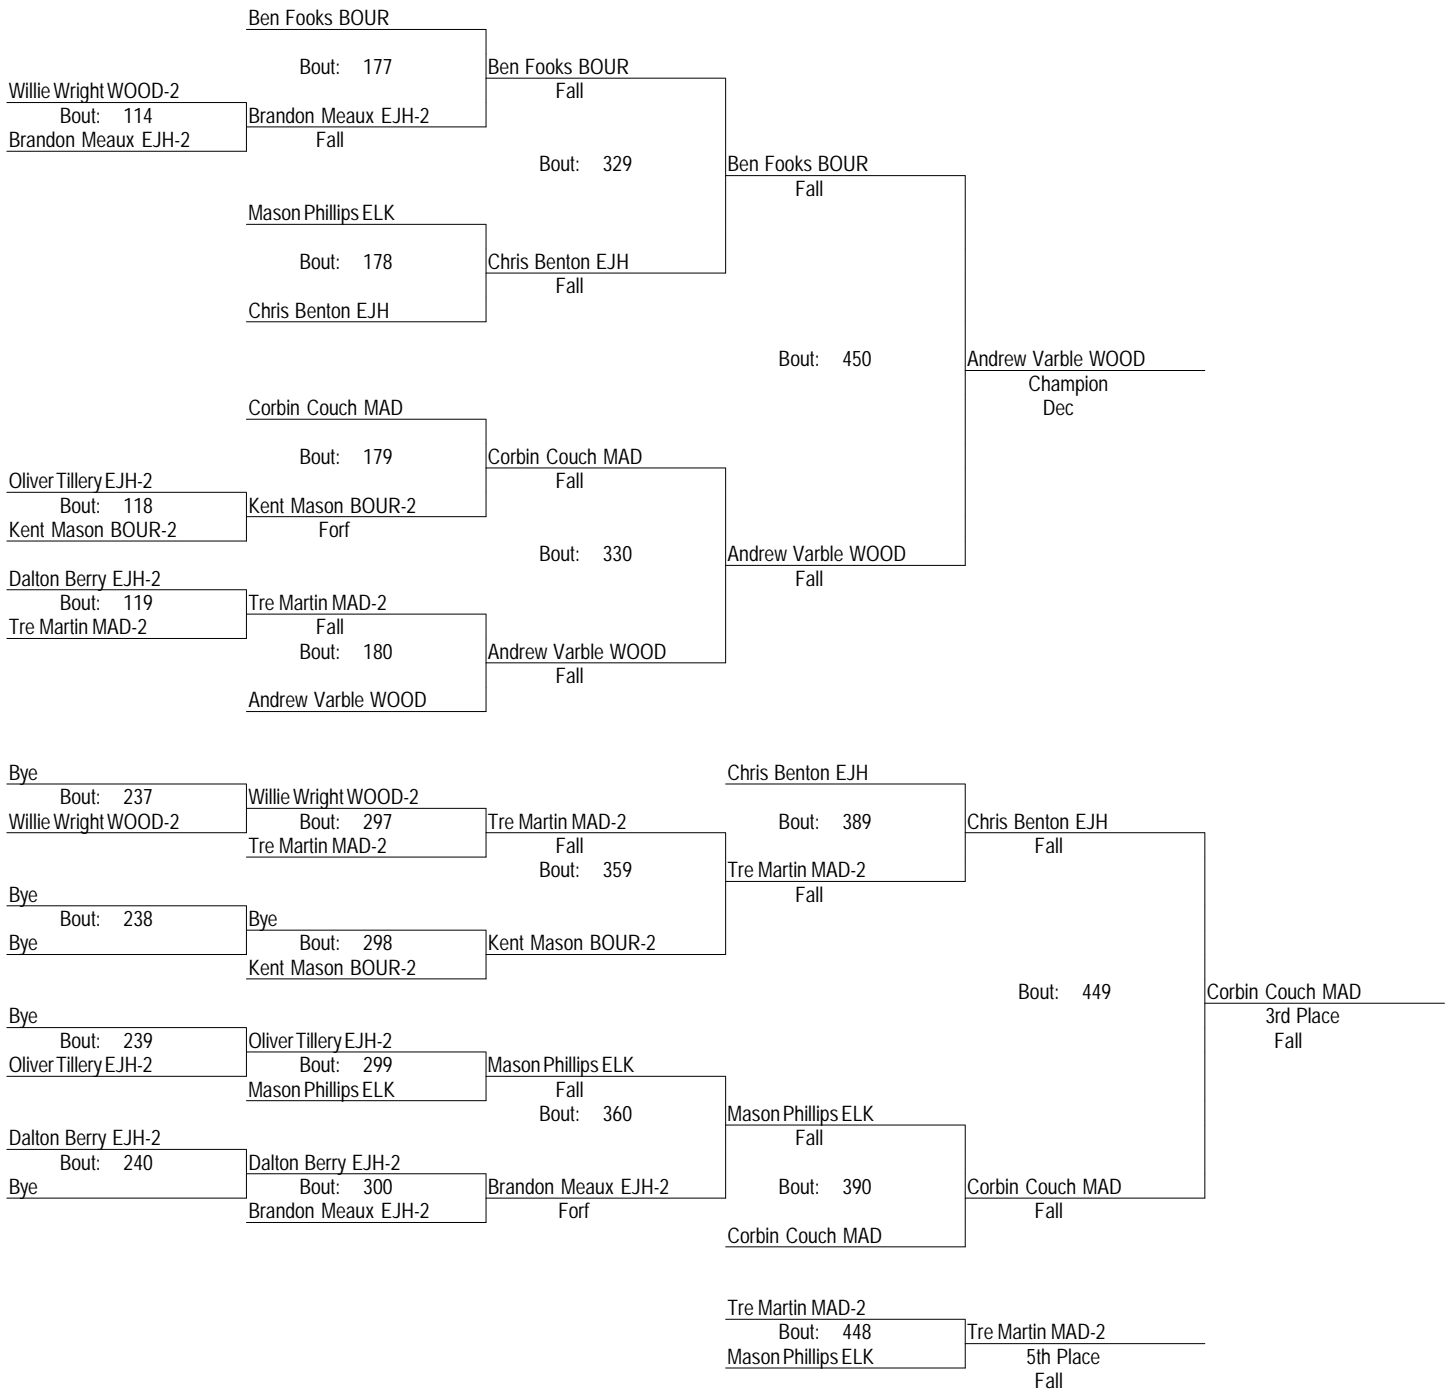 Ben Fooks BOUR
Bout: 177
Ben Fooks BOUR
Fall
Willie Wright WOOD-2
Bout: 114
Brandon Meaux EJH-2
Brandon Meaux EJH-2
Fall
Bout: 329
Ben Fooks BOUR
Fall
Mason Phillips ELK
Bout: 178
Chris Benton EJH
Fall
Chris Benton EJH
Bout: 450
Andrew Varble WOOD
Champion
Dec
Corbin Couch MAD
Bout: 179
Corbin Couch MAD
Fall
Oliver Tillery EJH-2
Bout: 118
Kent Mason BOUR-2
Kent Mason BOUR-2
Forf
Bout: 330
Andrew Varble WOOD
Fall
Dalton Berry EJH-2
Bout: 119
Tre Martin MAD-2
Tre Martin MAD-2
Fall
Bout: 180
Andrew Varble WOOD
Fall
Andrew Varble WOOD
Bye
Bout: 237
Willie Wright WOOD-2
Willie Wright WOOD-2
Bout: 297
Tre Martin MAD-2
Tre Martin MAD-2
Fall
Bout: 359
Chris Benton EJH
Bout: 389
Tre Martin MAD-2
Fall
Chris Benton EJH
Fall
Bye
Bout: 238
Bye
Bye
Bout: 298
Kent Mason BOUR-2
Kent Mason BOUR-2
Bout: 449
Corbin Couch MAD
3rd Place
Fall
Bye
Bout: 239
Oliver Tillery EJH-2
Oliver Tillery EJH-2
Bout: 299
Mason Phillips ELK
Mason Phillips ELK
Fall
Bout: 360
Mason Phillips ELK
Fall
Dalton Berry EJH-2
Bout: 240
Bye
Dalton Berry EJH-2
Bout: 300
Brandon Meaux EJH-2
Brandon Meaux EJH-2
Forf
Bout: 390
Corbin Couch MAD
Corbin Couch MAD
Fall
Tre Martin MAD-2
Bout: 448
Mason Phillips ELK
Tre Martin MAD-2
5th Place
Fall